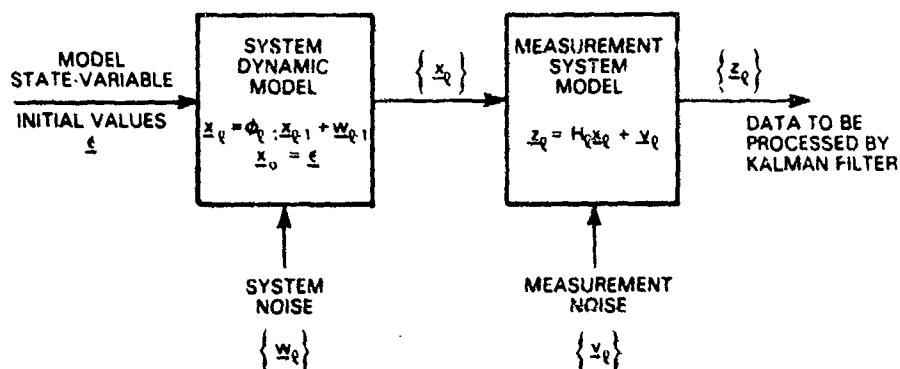 MODEL
STATE-VARIABLE
INITIAL VALUES
ϵ
SYSTEM
DYNAMIC
MODEL
x_ℓ = ϕ_ℓ-1 x_ℓ-1 + w_ℓ-1
x_0 = ϵ
{x_ℓ}
MEASUREMENT
SYSTEM
MODEL
z_ℓ = H_ℓ x_ℓ + v_ℓ
{z_ℓ}
DATA TO BE
PROCESSED BY
KALMAN FILTER
SYSTEM
NOISE
{w_ℓ}
MEASUREMENT
NOISE
{v_ℓ}